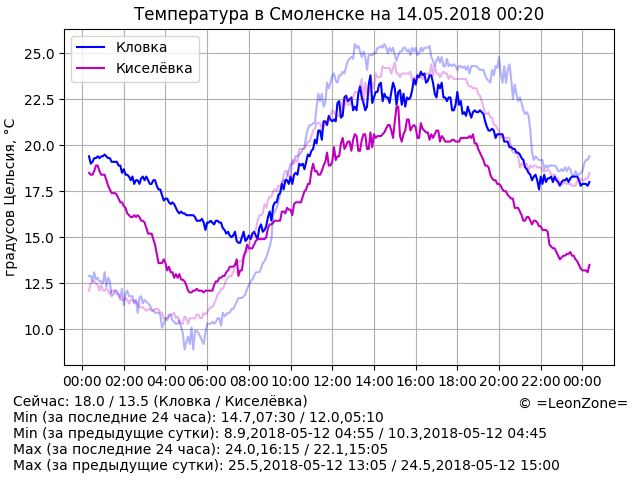 Температура в Смоленске на 14.05.2018 00:20
Кловка
Киселёвка
градусов Цельсия, °C
25.0
22.5
20.0
17.5
15.0
12.5
10.0
00:00 02:00 04:00 06:00 08:00 10:00 12:00 14:00 16:00 18:00 20:00 22:00 00:00
Сейчас: 18.0 / 13.5 (Кловка / Киселёвка)
© =LeonZone=
Min (за последние 24 часа): 14.7,07:30 / 12.0,05:10
Min (за предыдущие сутки): 8.9,2018-05-12 04:55 / 10.3,2018-05-12 04:45
Max (за последние 24 часа): 24.0,16:15 / 22.1,15:05
Max (за предыдущие сутки): 25.5,2018-05-12 13:05 / 24.5,2018-05-12 15:00